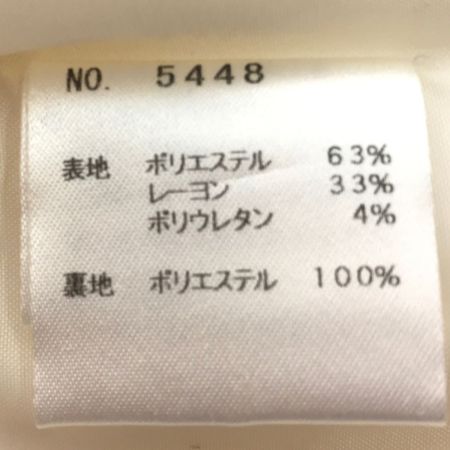 NO. 5448
表地 ポリエステル 63%
レーヨン 33%
ポリウレタン 4%
裏地 ポリエステル 100%